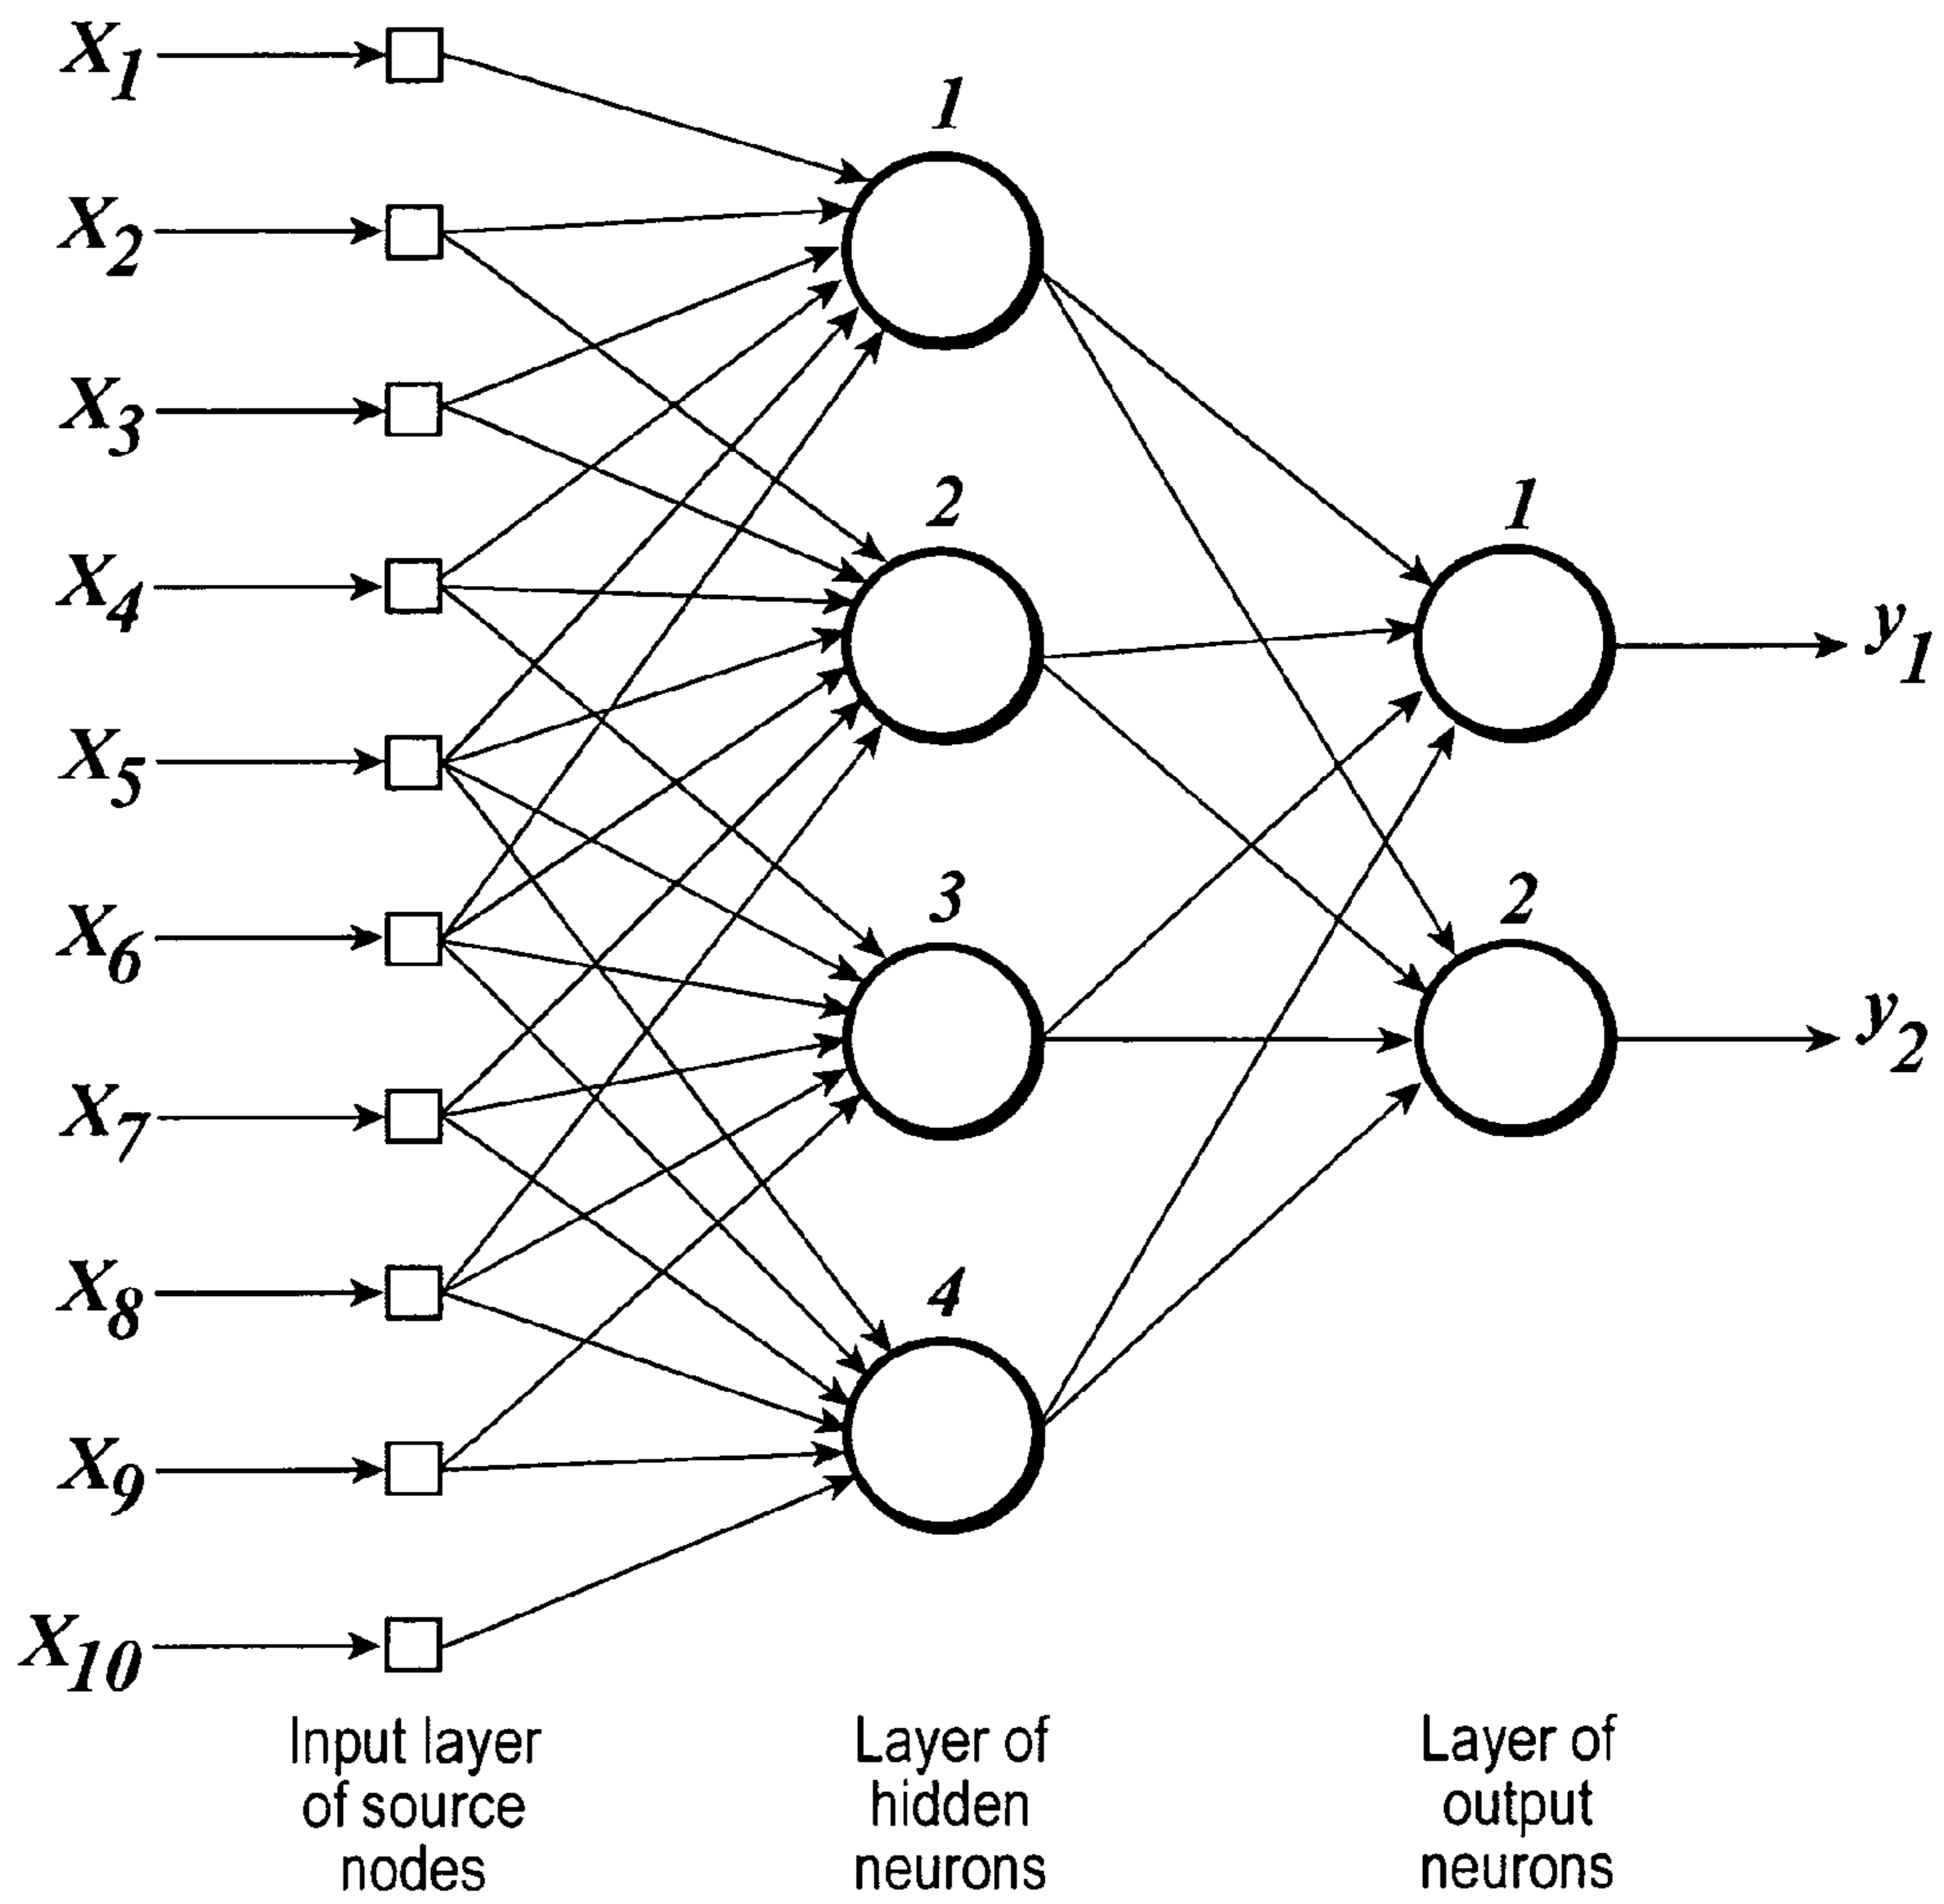 x1
x2
x3
x4
x5
x6
x7
x8
x9
x10
1
2
3
4
1
2
y1
y2
Input layer
of source
nodes
Layer of
hidden
neurons
Layer of
output
neurons